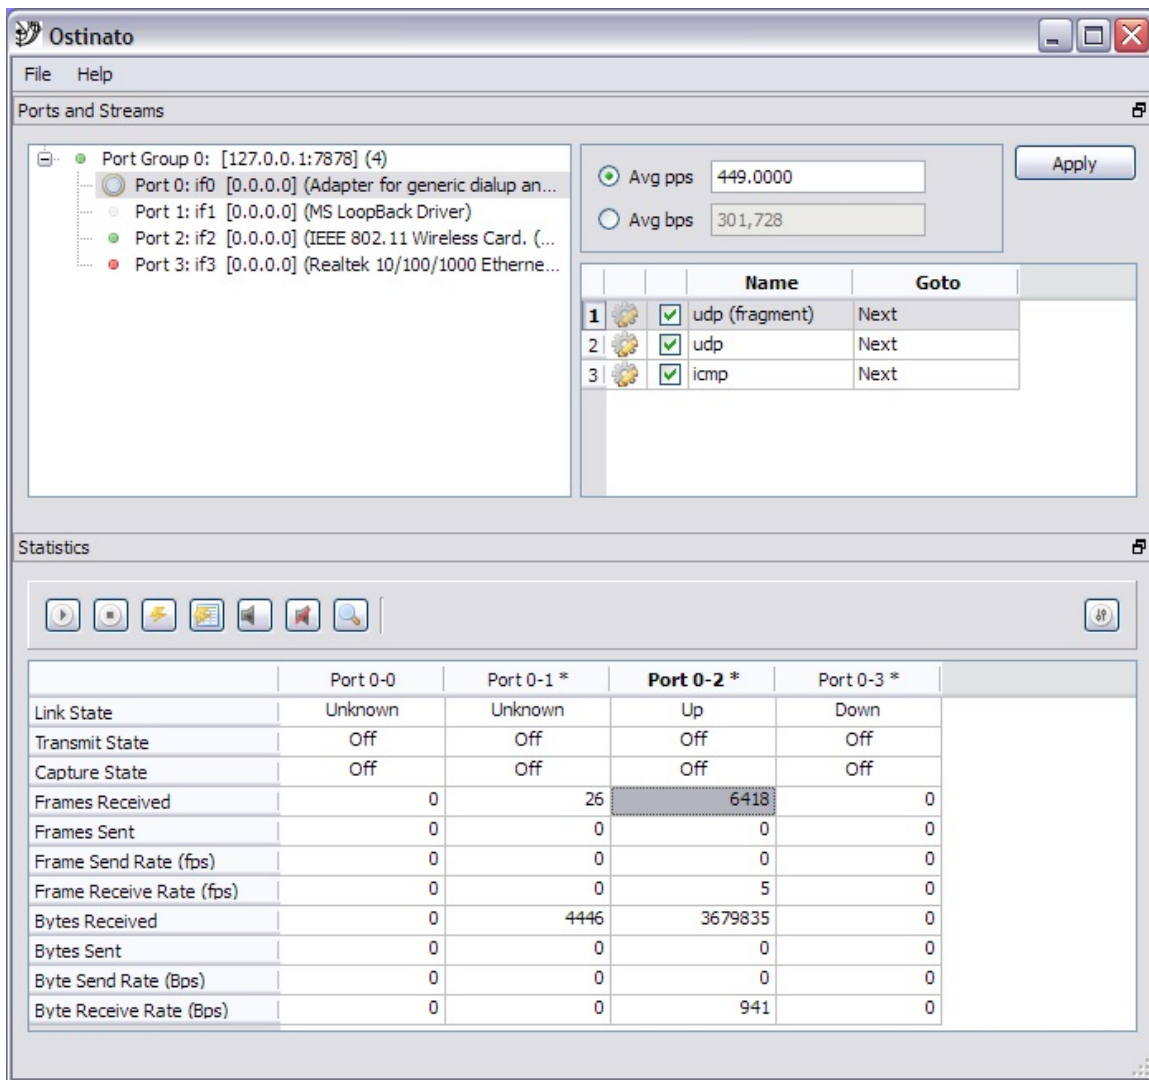 Ostinato
File Help
Ports and Streams
Port Group 0: [127.0.0.1:7878] (4)
Port 0: if0 [0.0.0.0] (Adapter for generic dialup an...
Port 1: if1 [0.0.0.0] (MS LoopBack Driver)
Port 2: if2 [0.0.0.0] (IEEE 802.11 Wireless Card. (...
Port 3: if3 [0.0.0.0] (Realtek 10/100/1000 Etherne...
Avg pps 449.0000
Avg bps 301,728
Apply
Name Goto
1 udp (fragment) Next
2 udp Next
3 icmp Next
Statistics
Port 0-0 Port 0-1 * Port 0-2 * Port 0-3 *
Link State Unknown Unknown Up Down
Transmit State Off Off Off Off
Capture State Off Off Off Off
Frames Received 0 26 6418 0
Frames Sent 0 0 0 0
Frame Send Rate (fps) 0 0 0 0
Frame Receive Rate (fps) 0 0 5 0
Bytes Received 0 4446 3679835 0
Bytes Sent 0 0 0 0
Byte Send Rate (Bps) 0 0 0 0
Byte Receive Rate (Bps) 0 0 941 0